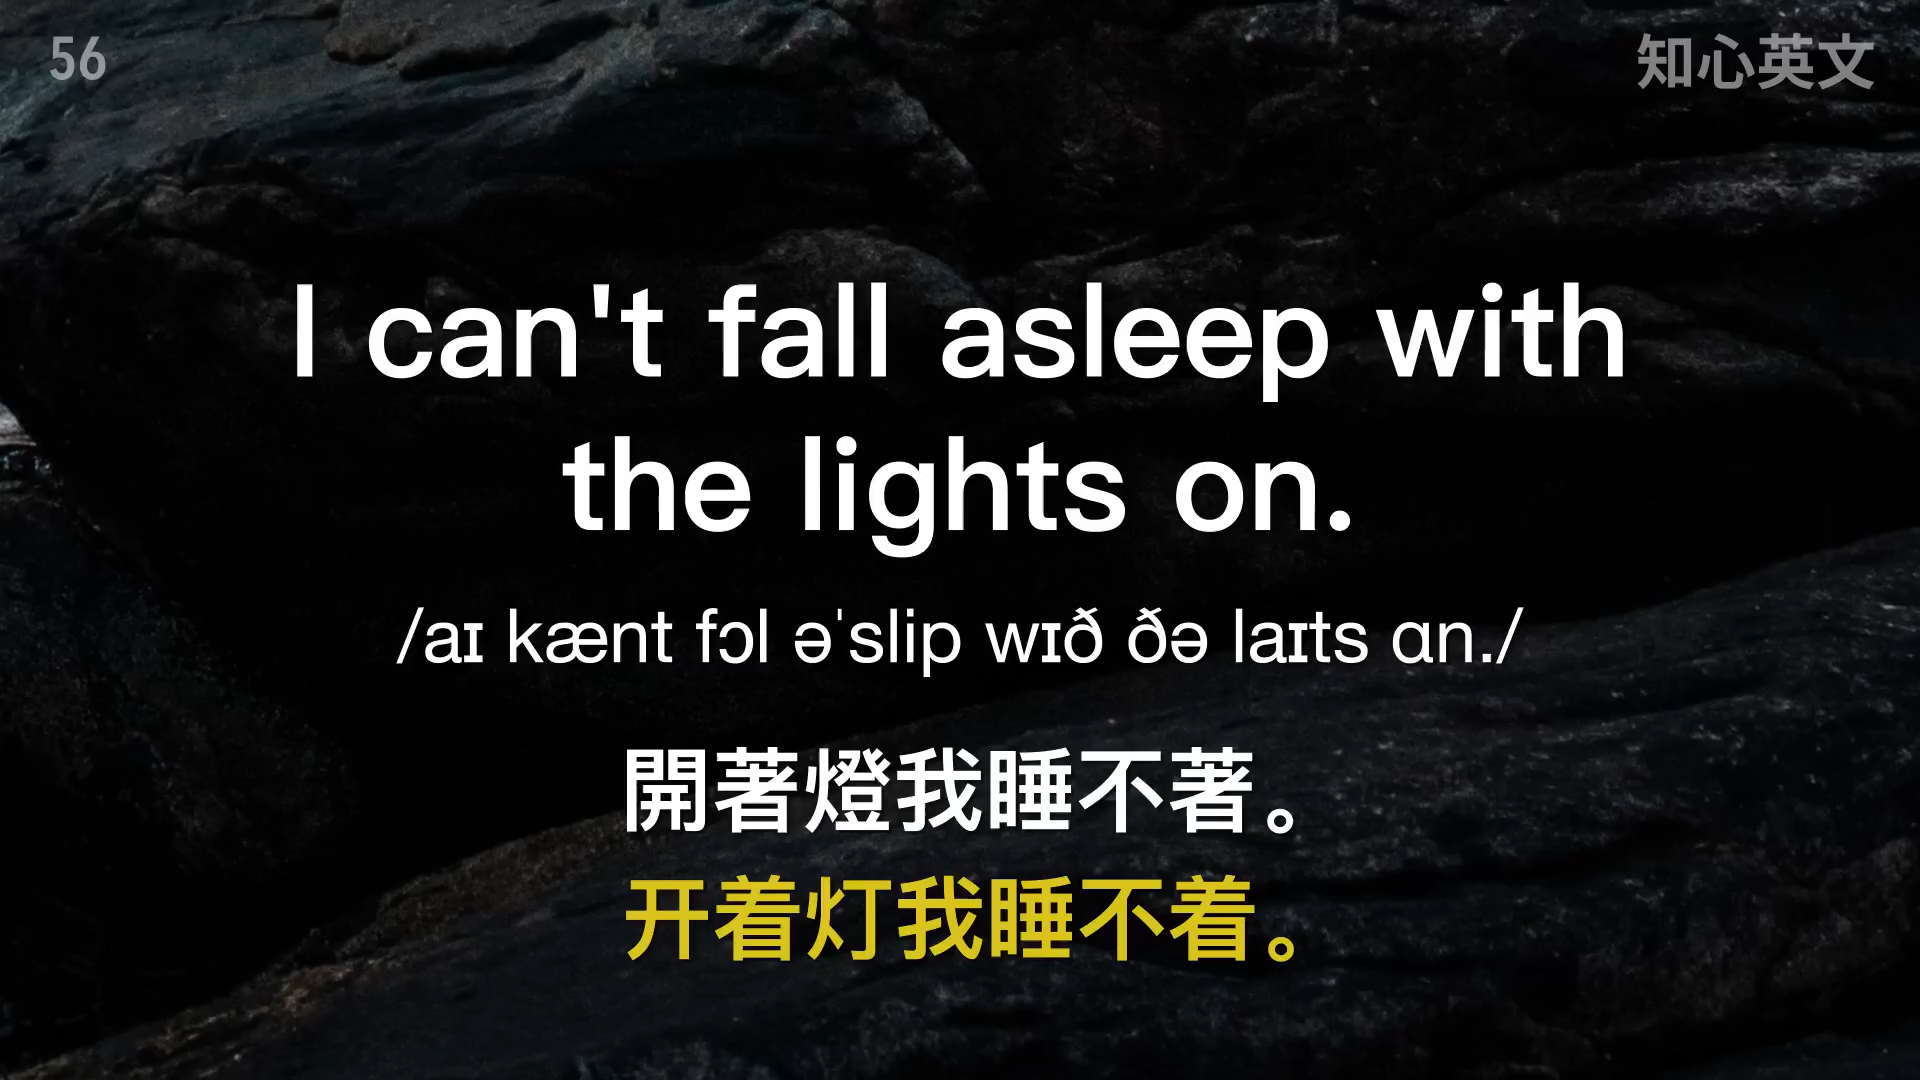 56
知心英文
I can't fall asleep with
the lights on.
/aɪ kænt fɔl əˈslip wɪð ðə laɪts ɑn./
開著燈我睡不著。
开着灯我睡不着。